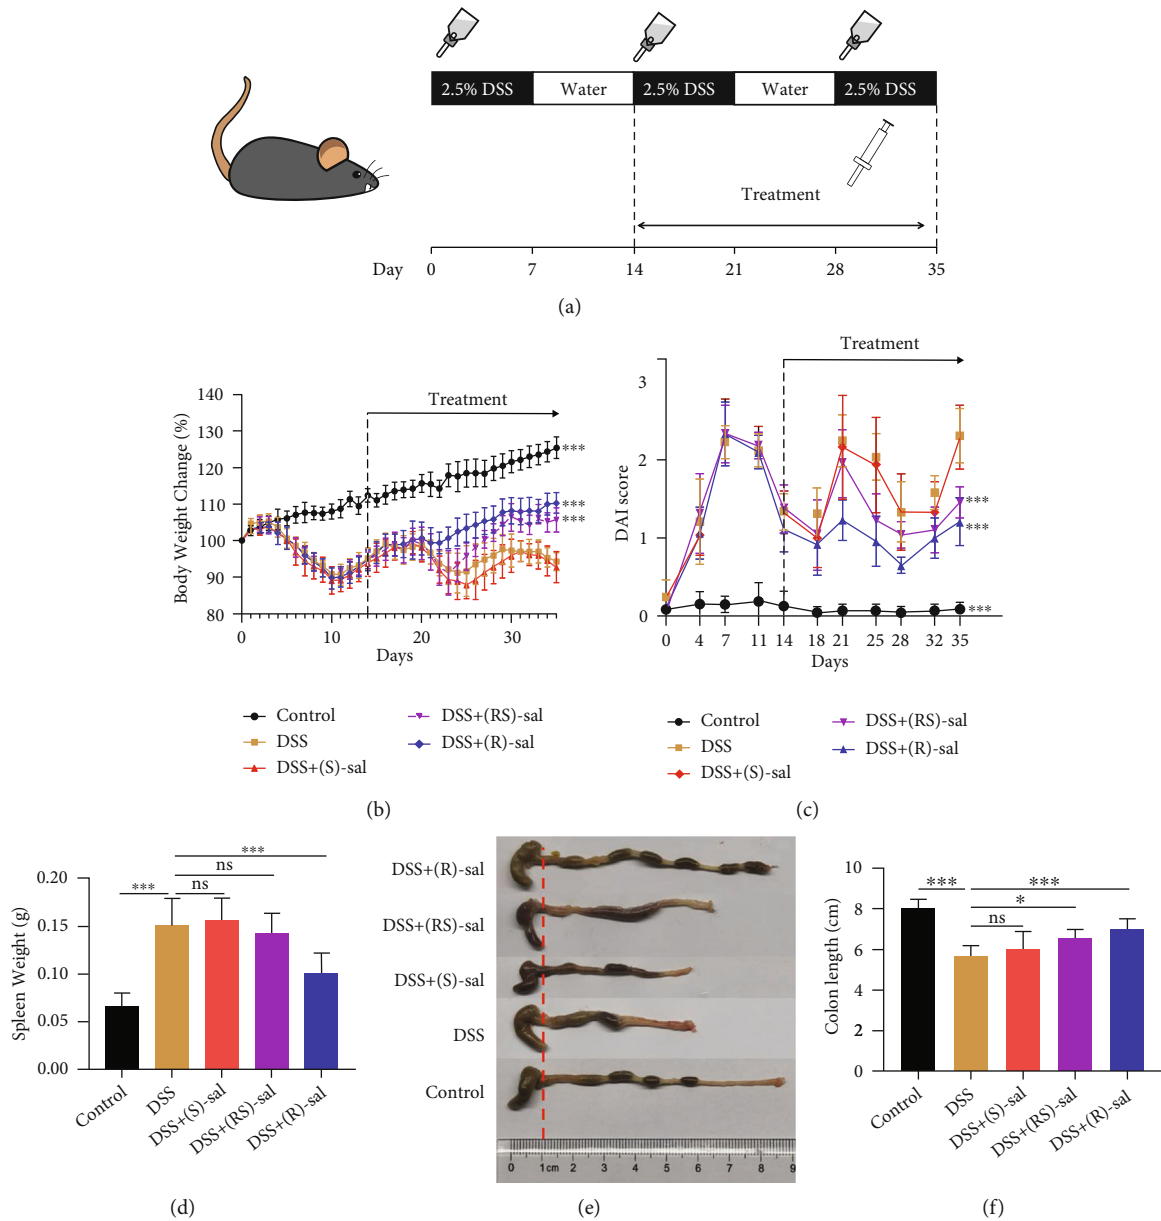 2.5% DSS Water 2.5% DSS Water 2.5% DSS
Treatment
Day 0 7 14 21 28 35
(a)
Treatment
Body Weight Change (%)
140
130
120
110
100
90
80
0 10 20 30
Days
***
***
***
Control
DSS
DSS+(S)-sal
DSS+(RS)-sal
DSS+(R)-sal
(b)
Treatment
DAI score
3
2
1
0
0 4 7 11 14 18 21 25 28 32 35
Days
***
***
***
Control
DSS
DSS+(S)-sal
DSS+(RS)-sal
DSS+(R)-sal
(c)
***
ns
*** ns
Spleen Weight (g)
0.20
0.15
0.10
0.05
0.00
Control DSS DSS+(S)-sal DSS+(RS)-sal DSS+(R)-sal
(d)
DSS+(R)-sal
DSS+(RS)-sal
DSS+(S)-sal
DSS
Control
0 1cm 2 3 4 5 6 7 8 9
(e)
*** ***
*
ns
Colon length (cm)
10
8
6
4
2
0
Control DSS DSS+(S)-sal DSS+(RS)-sal DSS+(R)-sal
(f)